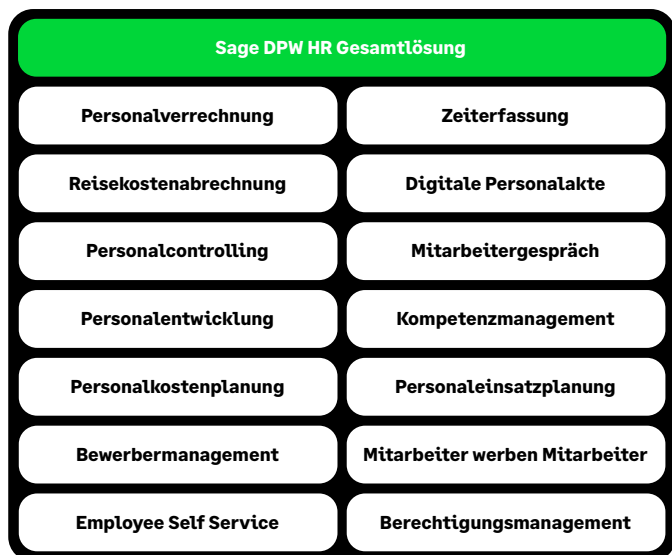 Sage DPW HR Gesamtlösung
Personalverrechnung
Zeiterfassung
Reisekostenabrechnung
Digitale Personalakte
Personalcontrolling
Mitarbeitergespräch
Personalentwicklung
Kompetenzmanagement
Personalkostenplanung
Personaleinsatzplanung
Bewerbermanagement
Mitarbeiter werben Mitarbeiter
Employee Self Service
Berechtigungsmanagement